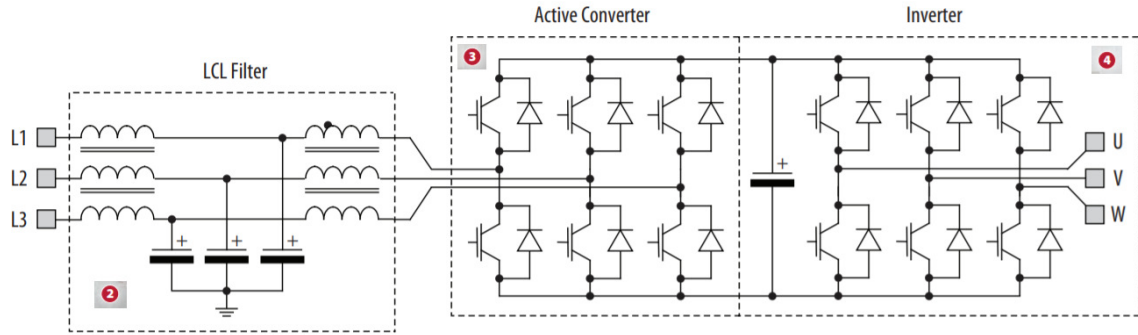 Active Converter
Inverter
LCL Filter
3
4
L1
L2
L3
U
V
W
+
+
+
+
2